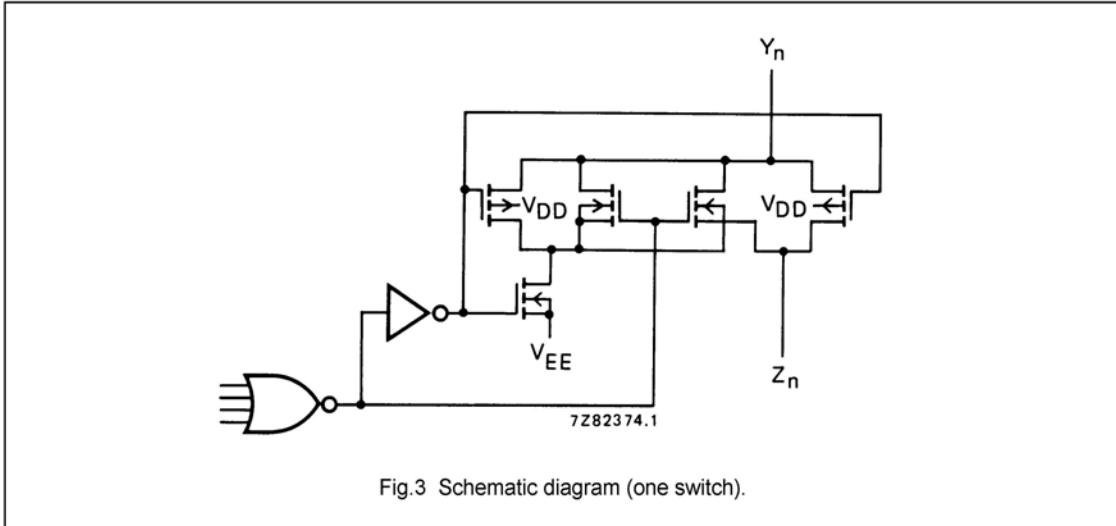 Yn
VDD
VDD
VEE
Zn
7Z82374.1
Fig.3 Schematic diagram (one switch).